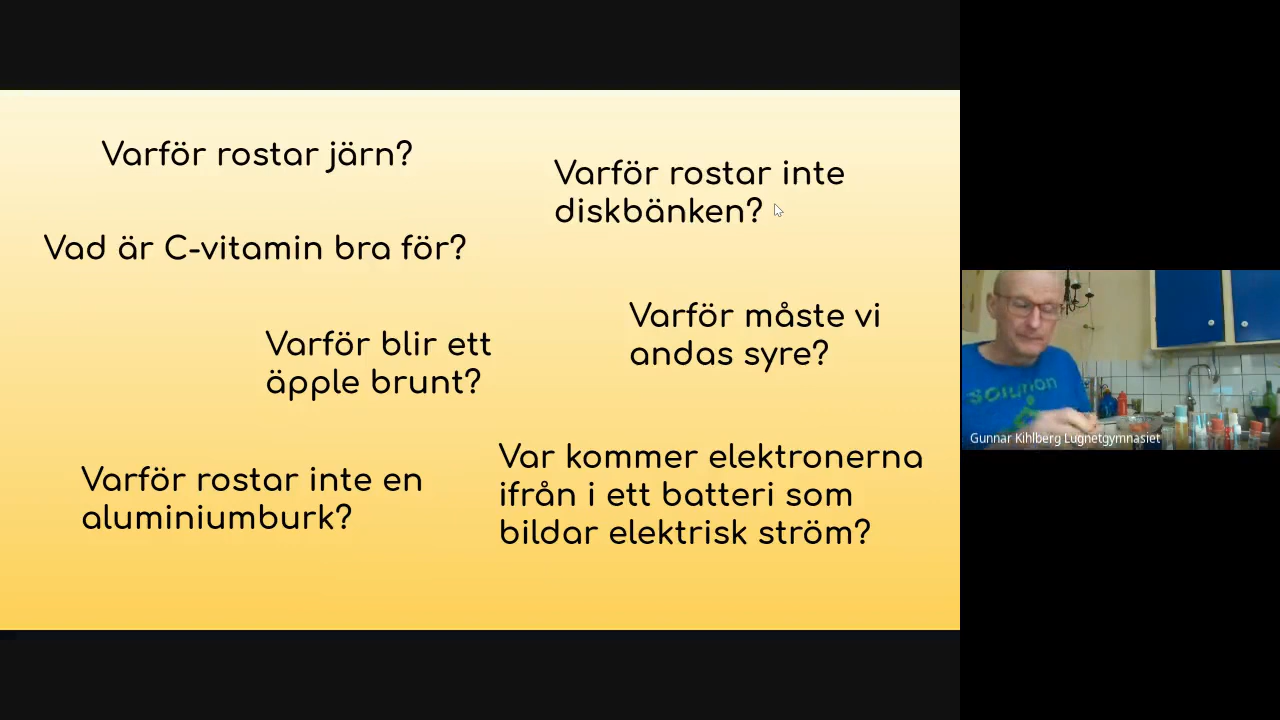 Varför rostar järn?
Varför rostar inte
diskbänken?
Vad är C-vitamin bra för?
Varför måste vi
andas syre?
Varför blir ett
äpple brunt?
Var kommer elektronerna
ifrån i ett batteri som
bildar elektrisk ström?
Varför rostar inte en
aluminiumburk?
solution
Gunnar Kihlberg Lugnetgymnasiet